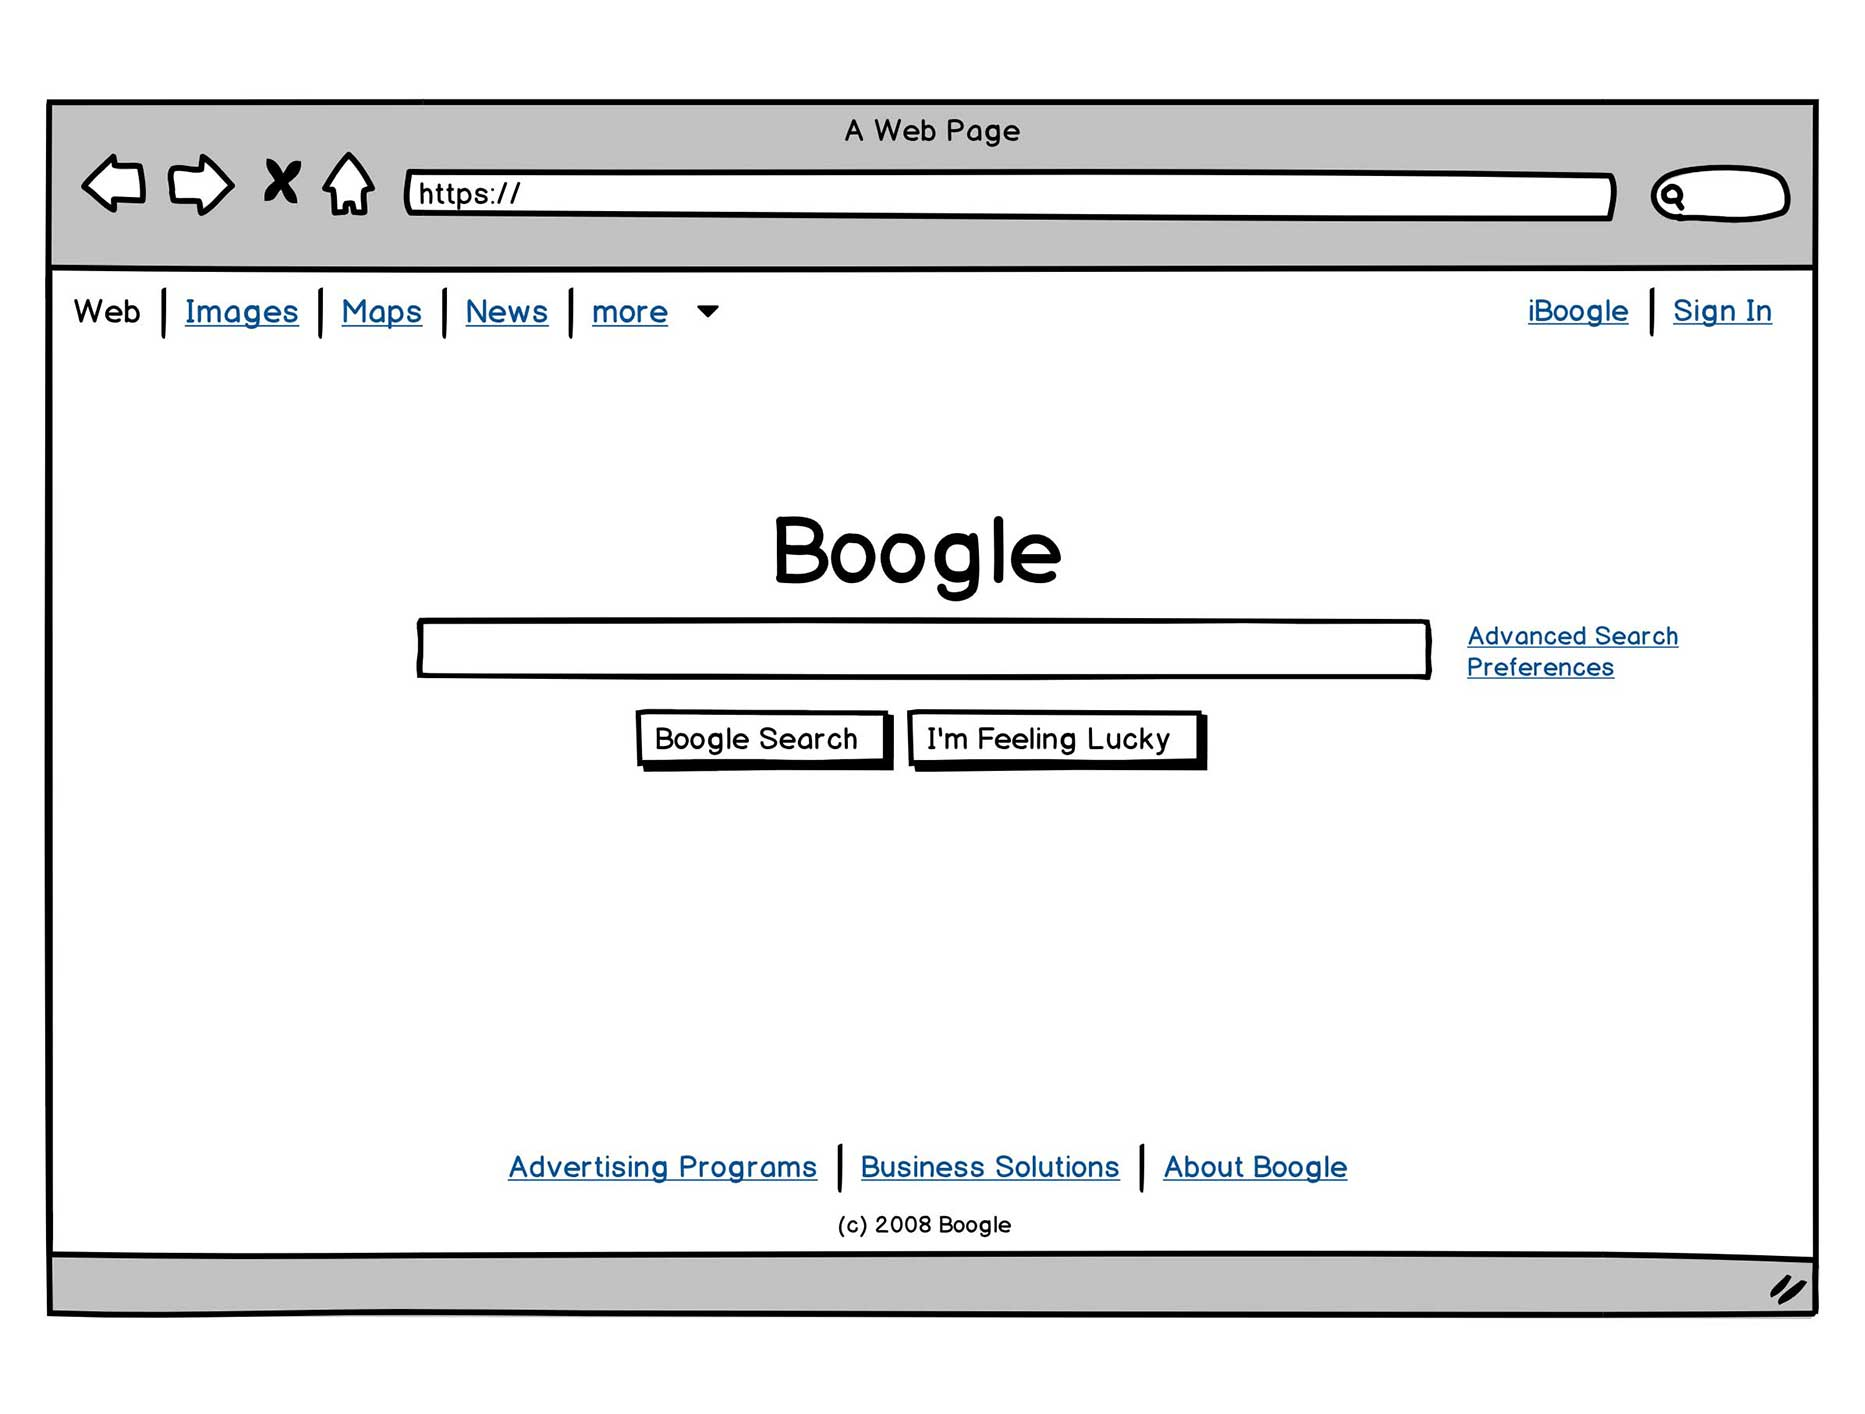 A Web Page
https://
Web Images Maps News more iBoogle Sign In
Boogle
Advanced Search
Preferences
Boogle Search I'm Feeling Lucky
Advertising Programs Business Solutions About Boogle
(c) 2008 Boogle